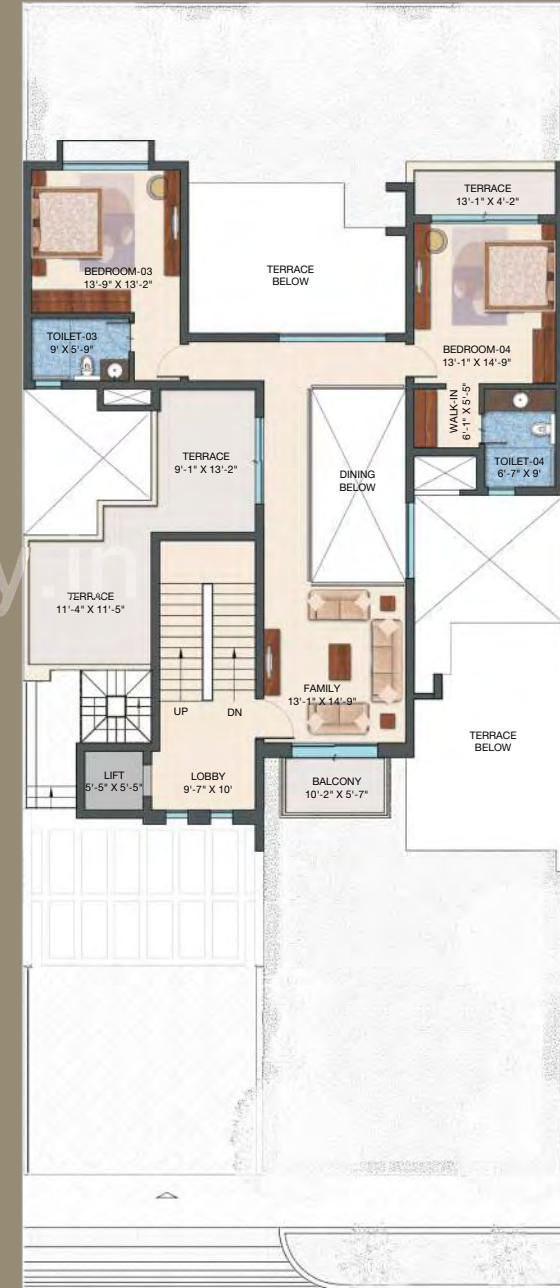 TERRACE
13'-1" X 4'-2"
BEDROOM-03
13'-9" X 13'-2"
TERRACE
BELOW
TOILET-03
9' X 5'-9"
BEDROOM-04
13'-1" X 14'-9"
WALK-IN
6'-1" X 5'-5"
TERRACE
9'-1" X 13'-2"
DINING
BELOW
TOILET-04
6'-7" X 9'
y.in
TERRACE
11'-4" X 11'-5"
FAMILY
13'-1" X 14'-9"
UP
DN
TERRACE
BELOW
LIFT
5'-5" X 5'-5"
LOBBY
9'-7" X 10'
BALCONY
10'-2" X 5'-7"